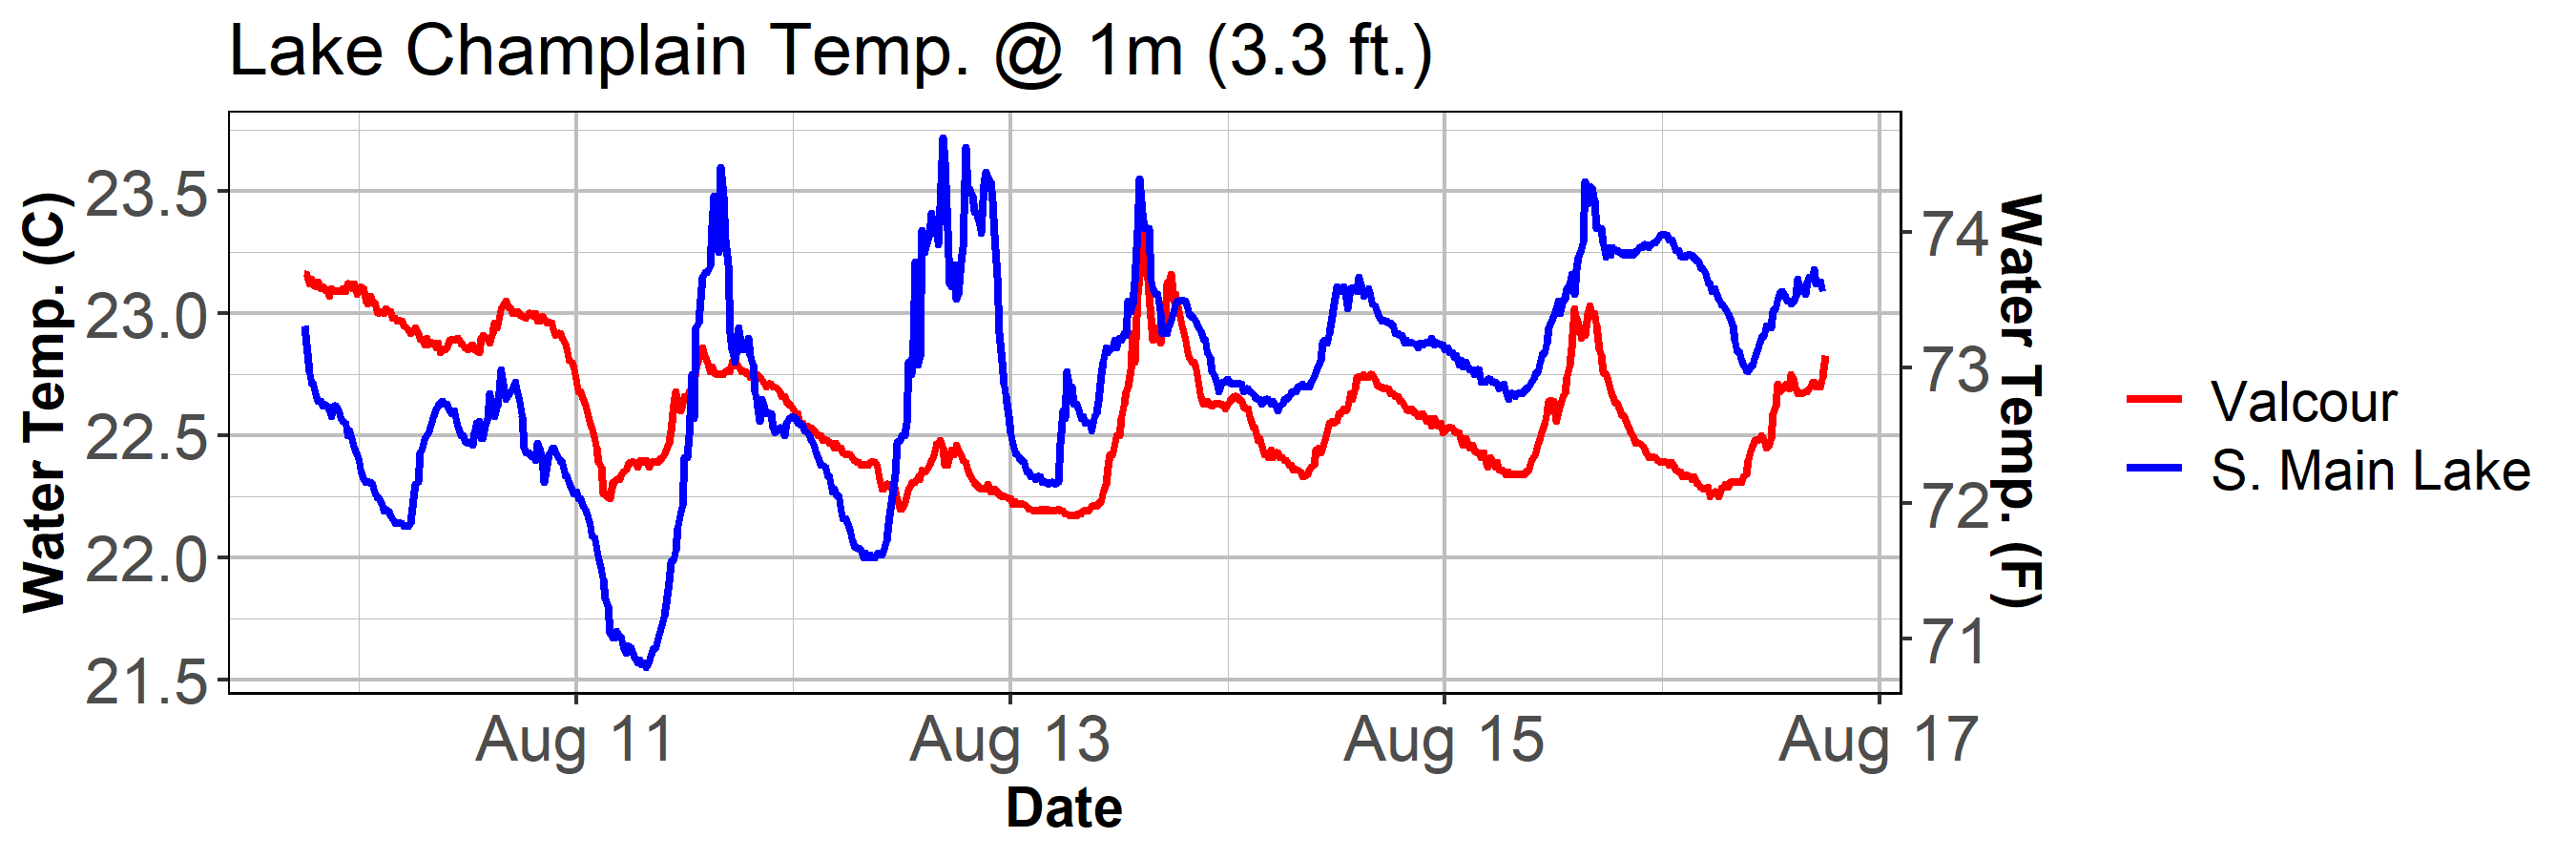 Lake Champlain Temp. @ 1m (3.3 ft.)
Water Temp. (C)
23.5
23.0
22.5
22.0
21.5
74
73
72
71
Water Temp. (F)
Aug 11
Aug 13
Aug 15
Aug 17
Date
Valcour
S. Main Lake